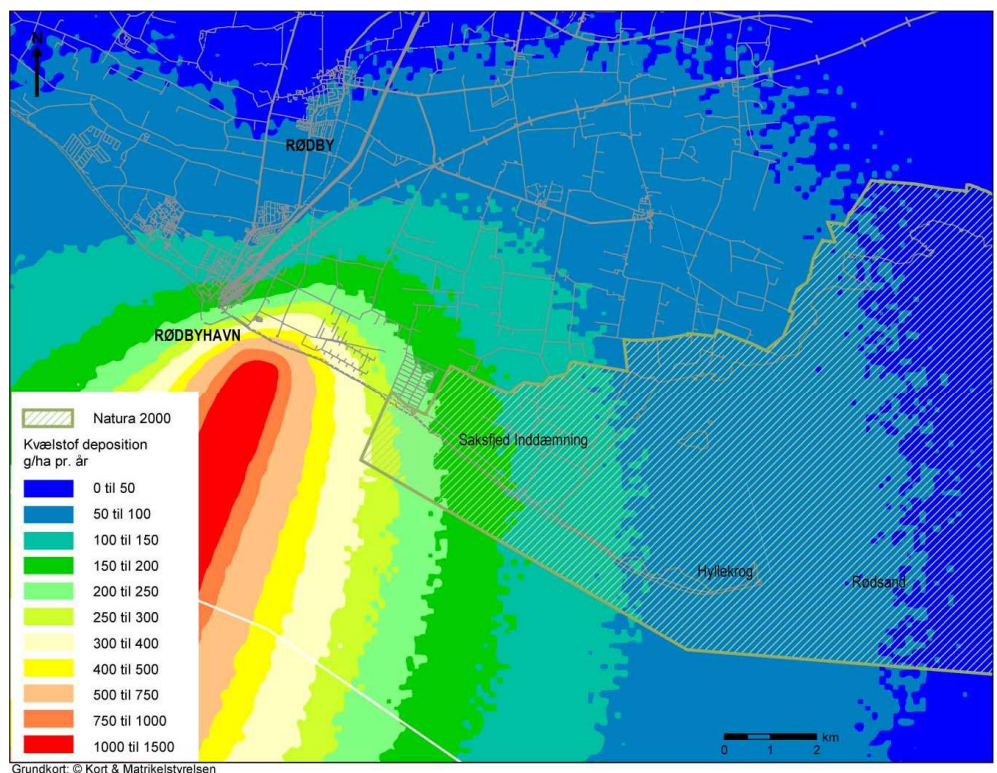 N
RØDBY
RØDBYHAVN
Saksfjed Inddæmning
Hyllekrog
Rødsand
Natura 2000
Kvælstof deposition
g/ha pr. år
0 til 50
50 til 100
100 til 150
150 til 200
200 til 250
250 til 300
300 til 400
400 til 500
500 til 750
750 til 1000
1000 til 1500
km
0 1 2
Grundkort: © Kort & Matrikelstyrelsen